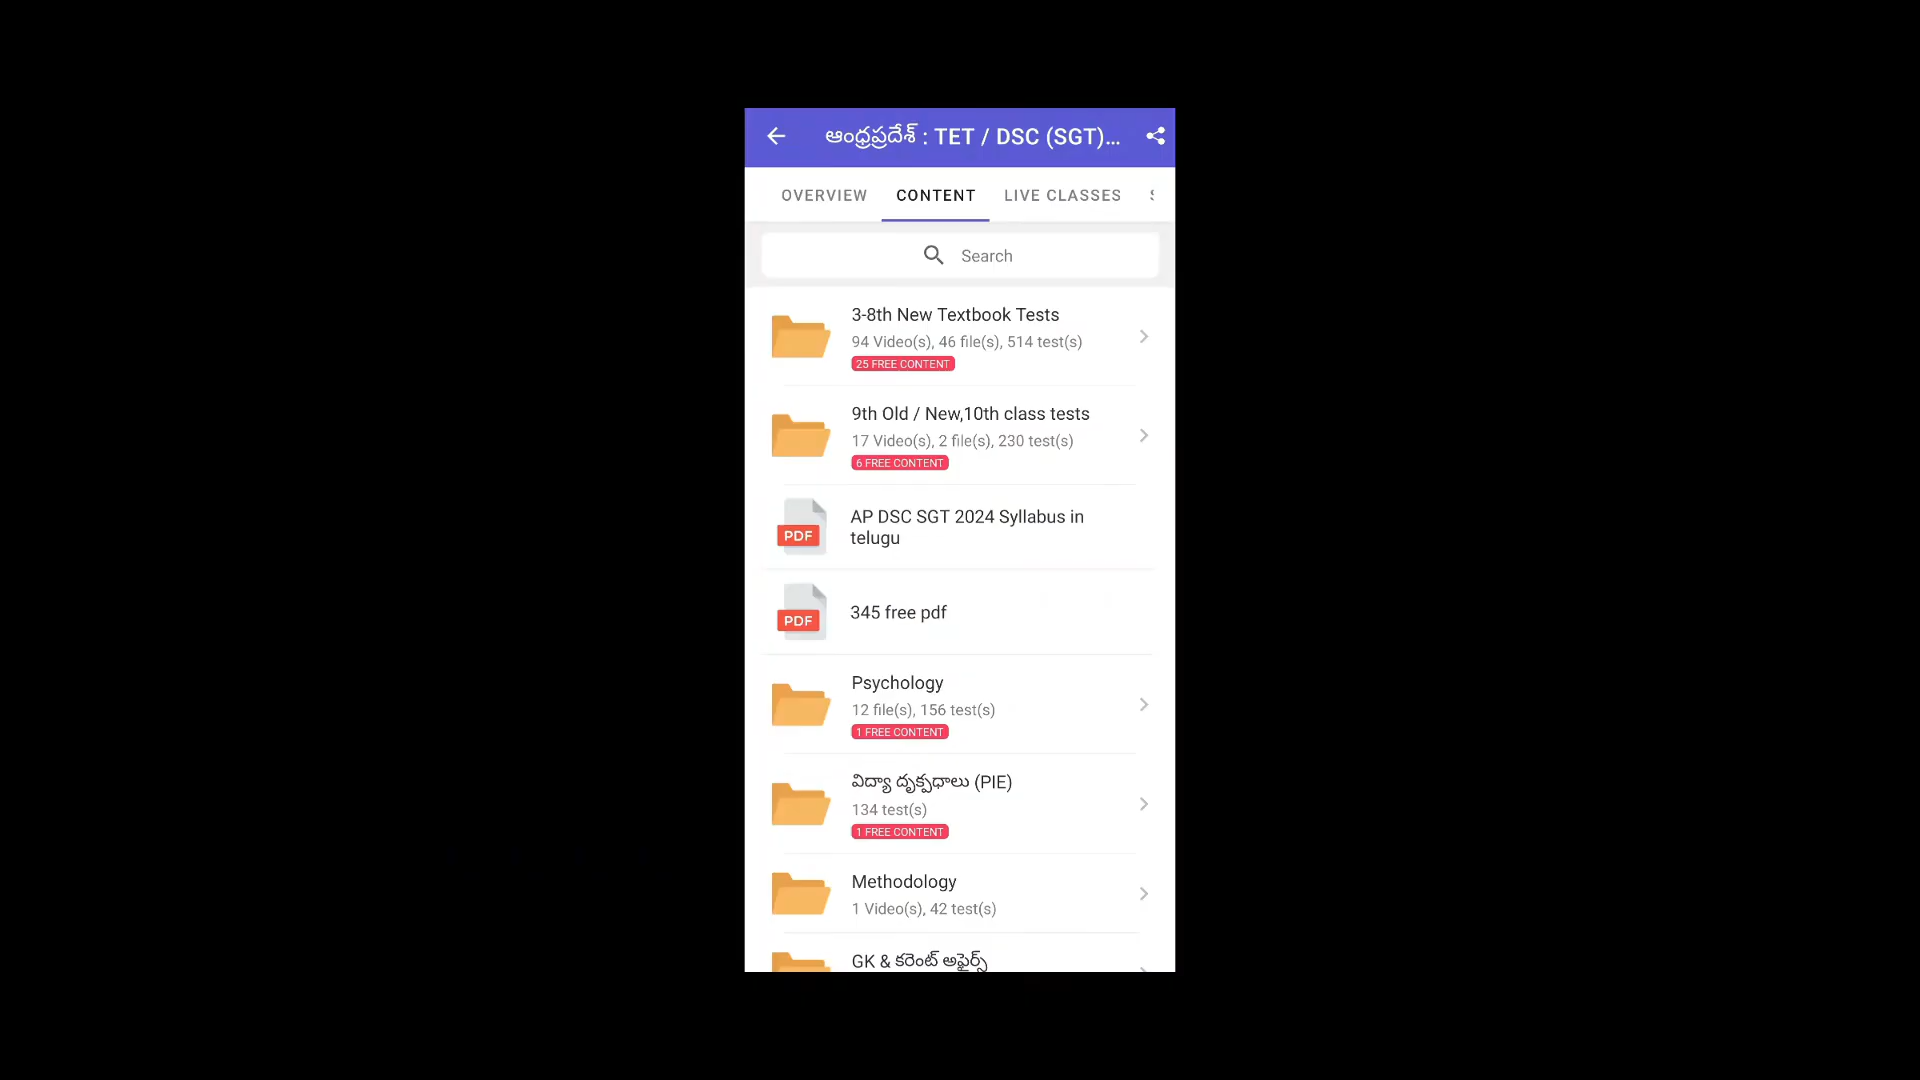 ఆంధ్రప్రదేశ్ : TET / DSC (SGT)...
OVERVIEW CONTENT LIVE CLASSES
Search
3-8th New Textbook Tests
94 Video(s), 46 file(s), 514 test(s)
25 FREE CONTENT
9th Old / New,10th class tests
17 Video(s), 2 file(s), 230 test(s)
6 FREE CONTENT
PDF
AP DSC SGT 2024 Syllabus in
telugu
PDF
345 free pdf
Psychology
12 file(s), 156 test(s)
1 FREE CONTENT
విద్యా దృక్పధాలు (PIE)
134 test(s)
1 FREE CONTENT
Methodology
1 Video(s), 42 test(s)
GK & కరెంట్ అఫైర్స్